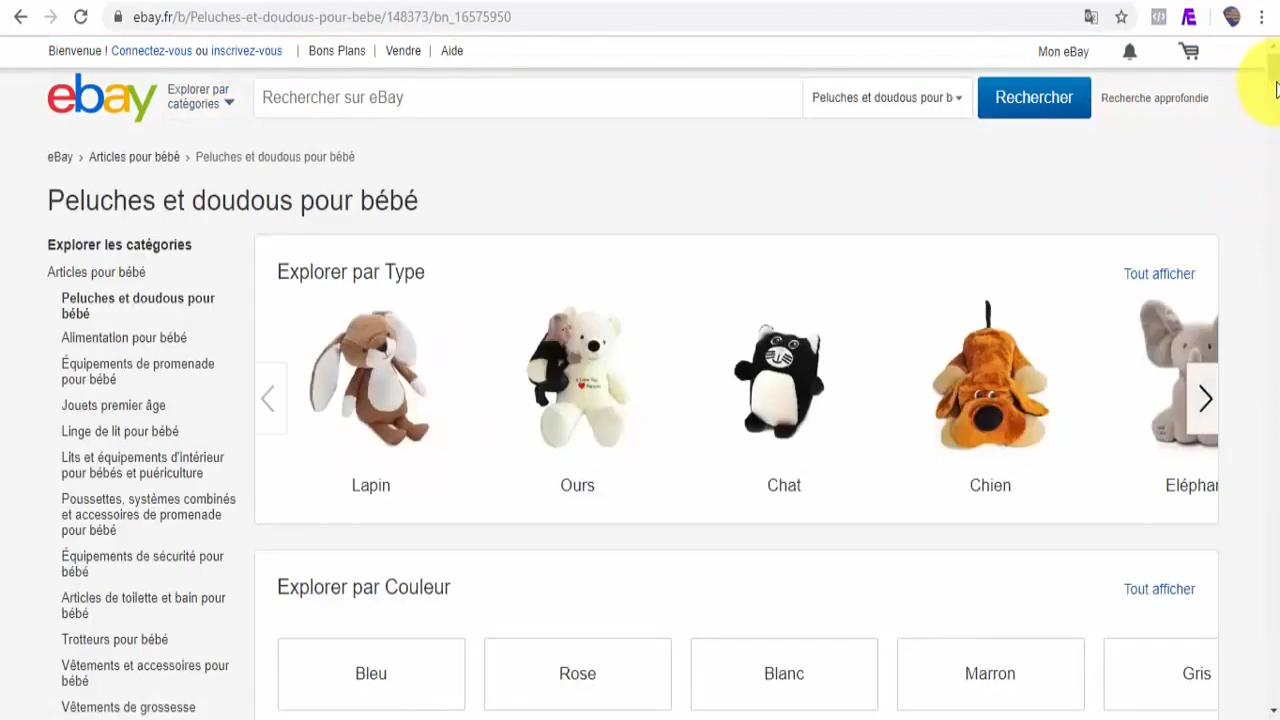 ebay.fr/b/Peluches-et-doudous-pour-bebe/148373/bn_16575950
Bienvenue ! Connectez-vous ou inscrivez-vous | Bons Plans | Vendre | Aide
Mon eBay
ebay
Explorer par
catégories
Rechercher sur eBay
Peluches et doudous pour b
Rechercher
Recherche approfondie
eBay › Articles pour bébé › Peluches et doudous pour bébé
Peluches et doudous pour bébé
Explorer les catégories
Articles pour bébé
Peluches et doudous pour
bébé
Alimentation pour bébé
Équipements de promenade
pour bébé
Jouets premier âge
Linge de lit pour bébé
Lits et équipements d'intérieur
pour bébés et puériculture
Poussettes, systèmes combinés
et accessoires de promenade
pour bébé
Équipements de sécurité pour
bébé
Articles de toilette et bain pour
bébé
Trotteurs pour bébé
Vêtements et accessoires pour
bébé
Vêtements de grossesse
Explorer par Type
Tout afficher
Lapin
Ours
Chat
Chien
Eléphan
Explorer par Couleur
Tout afficher
Bleu
Rose
Blanc
Marron
Gris